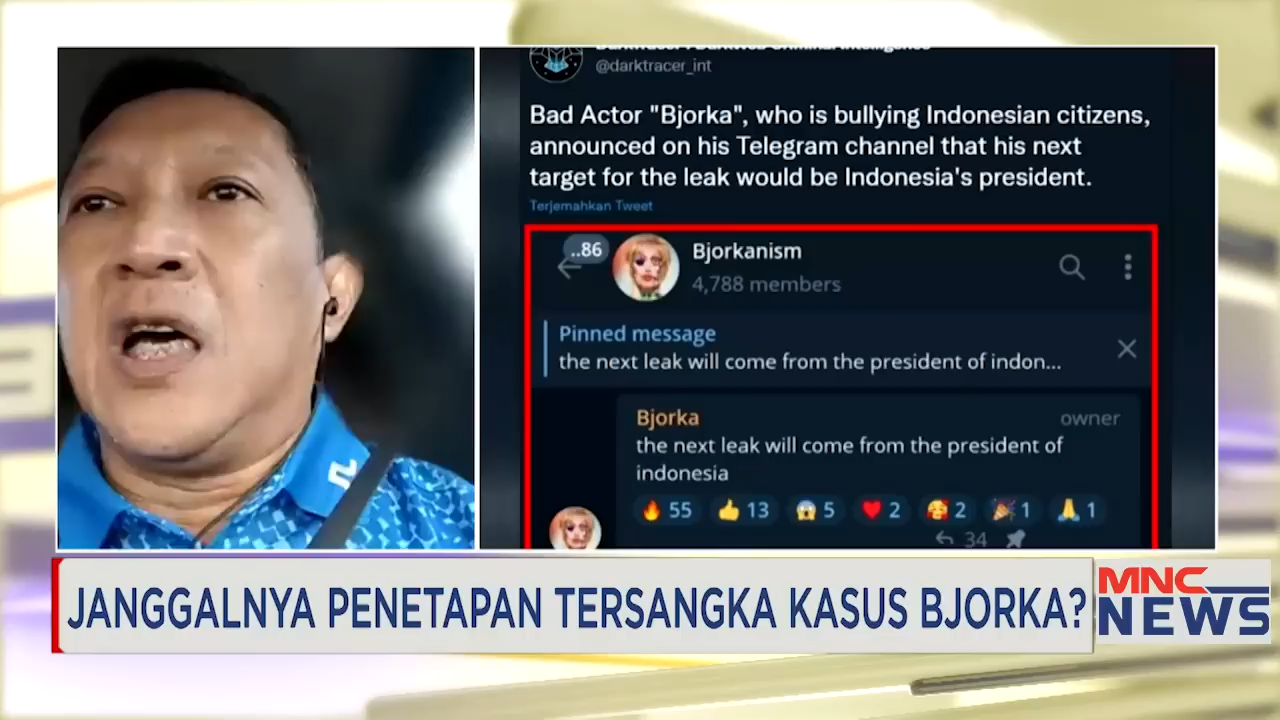 @darktracer_int
Bad Actor "Bjorka", who is bullying Indonesian citizens,
announced on his Telegram channel that his next
target for the leak would be Indonesia's president.
Terjemahkan Tweet
..86
Bjorkanism
4,788 members
Pinned message
the next leak will come from the president of indon...
Bjorka
owner
the next leak will come from the president of
indonesia
55 13 5 2 2 1 1
34
JANGGALNYA PENETAPAN TERSANGKA KASUS BJORKA?
MNC
NEWS